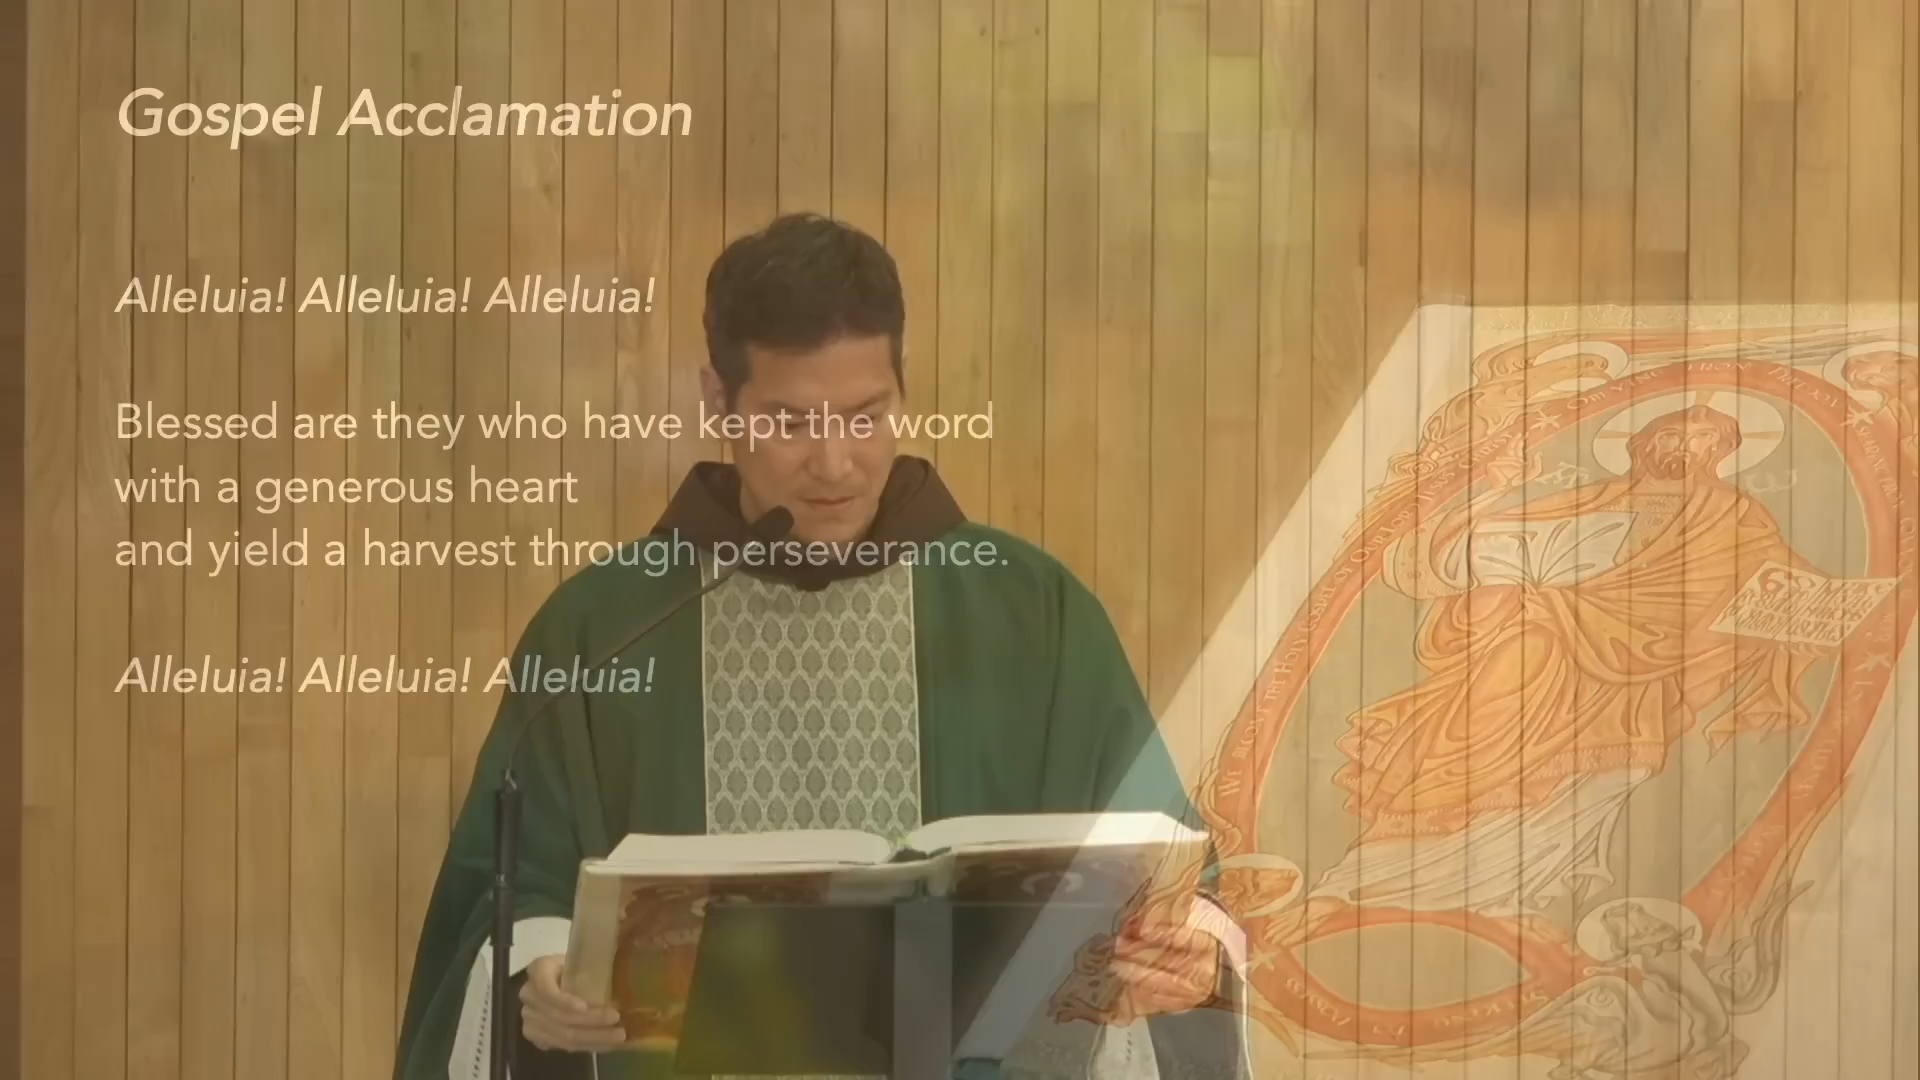 Gospel Acclamation
Alleluia! Alleluia! Alleluia!
Blessed are they who have kept the word
with a generous heart
and yield a harvest through perseverance.
Alleluia! Alleluia! Alleluia!